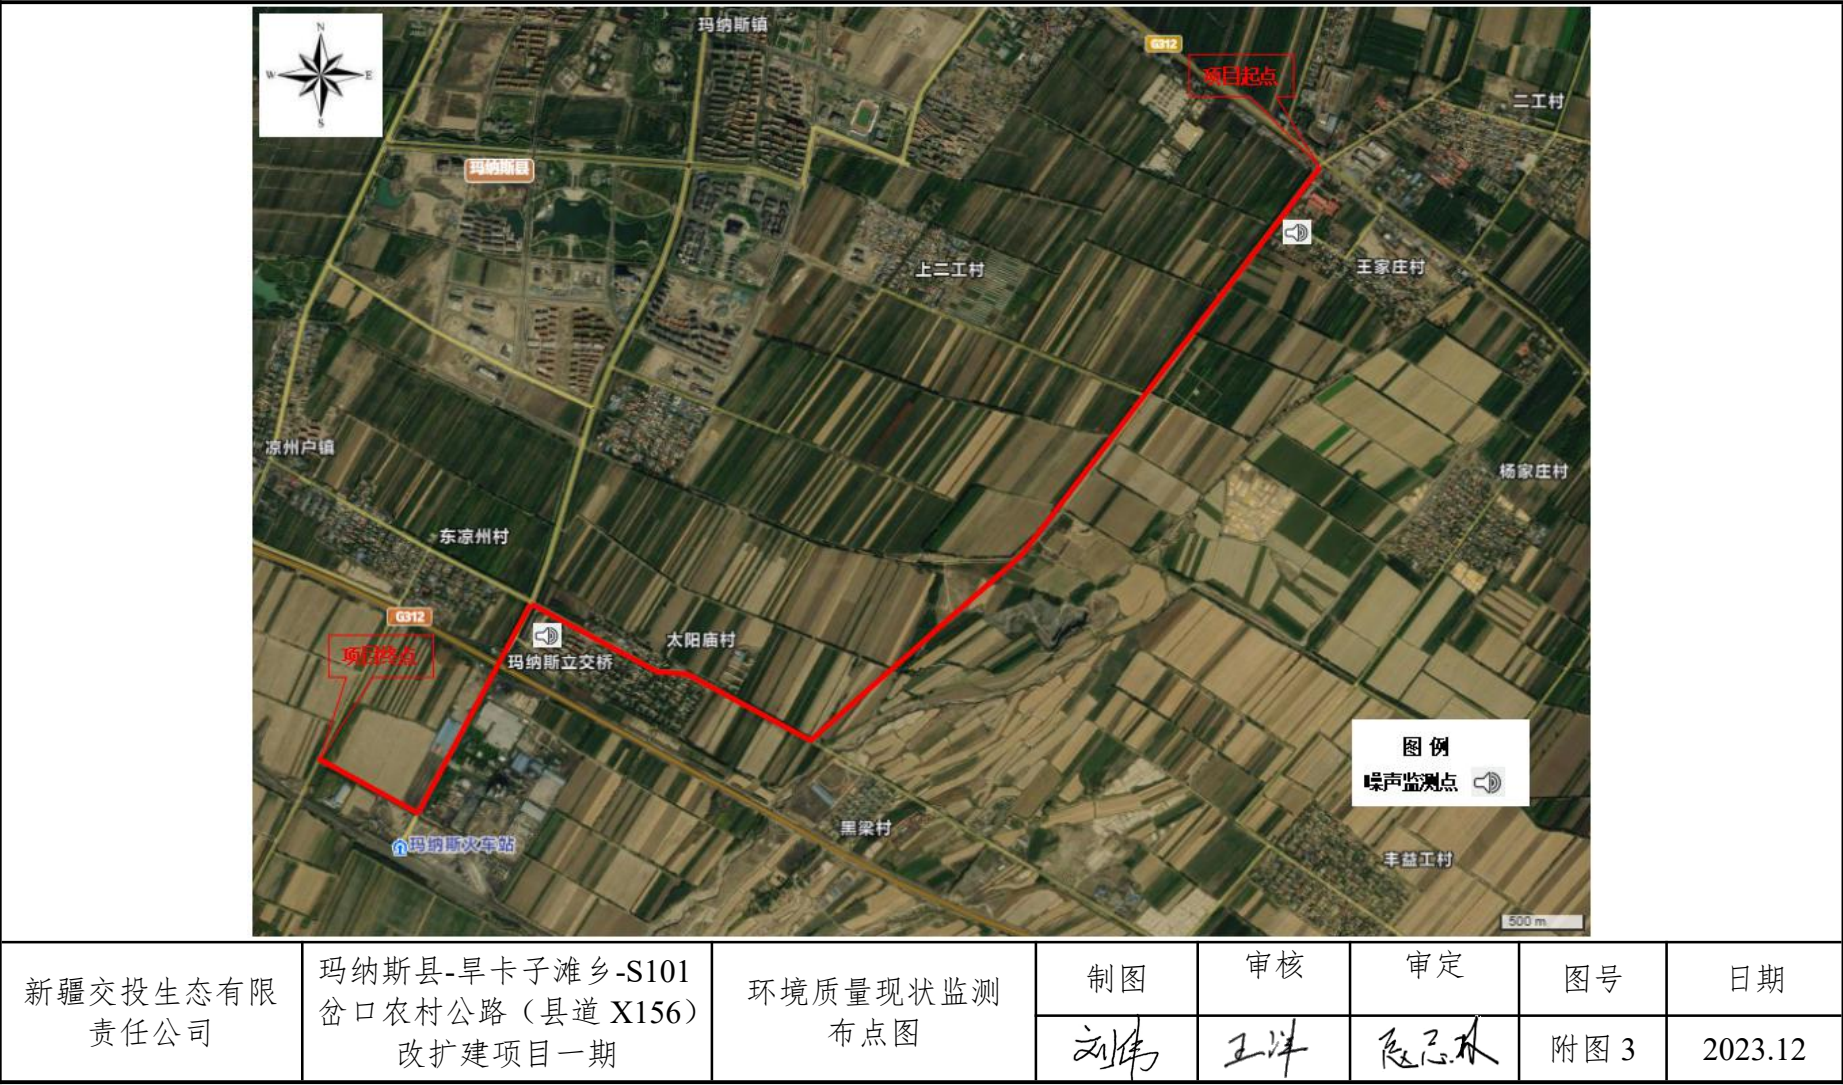 N
W
E
S
玛纳斯镇
G312
项目起点
二工村
玛纳斯县
上二工村
王家庄村
凉州户镇
杨家庄村
东凉州村
G312
太阳庙村
项目终点
玛纳斯立交桥
图 例
噪声监测点
黑梁村
玛纳斯火车站
丰益工村
500 m
新疆交投生态有限
责任公司
玛纳斯县-旱卡子滩乡-S101
岔口农村公路（县道 X156）
改扩建项目一期
环境质量现状监测
布点图
制图
审核
审定
图号
日期
刘伟
王洋
附图 3
2023.12